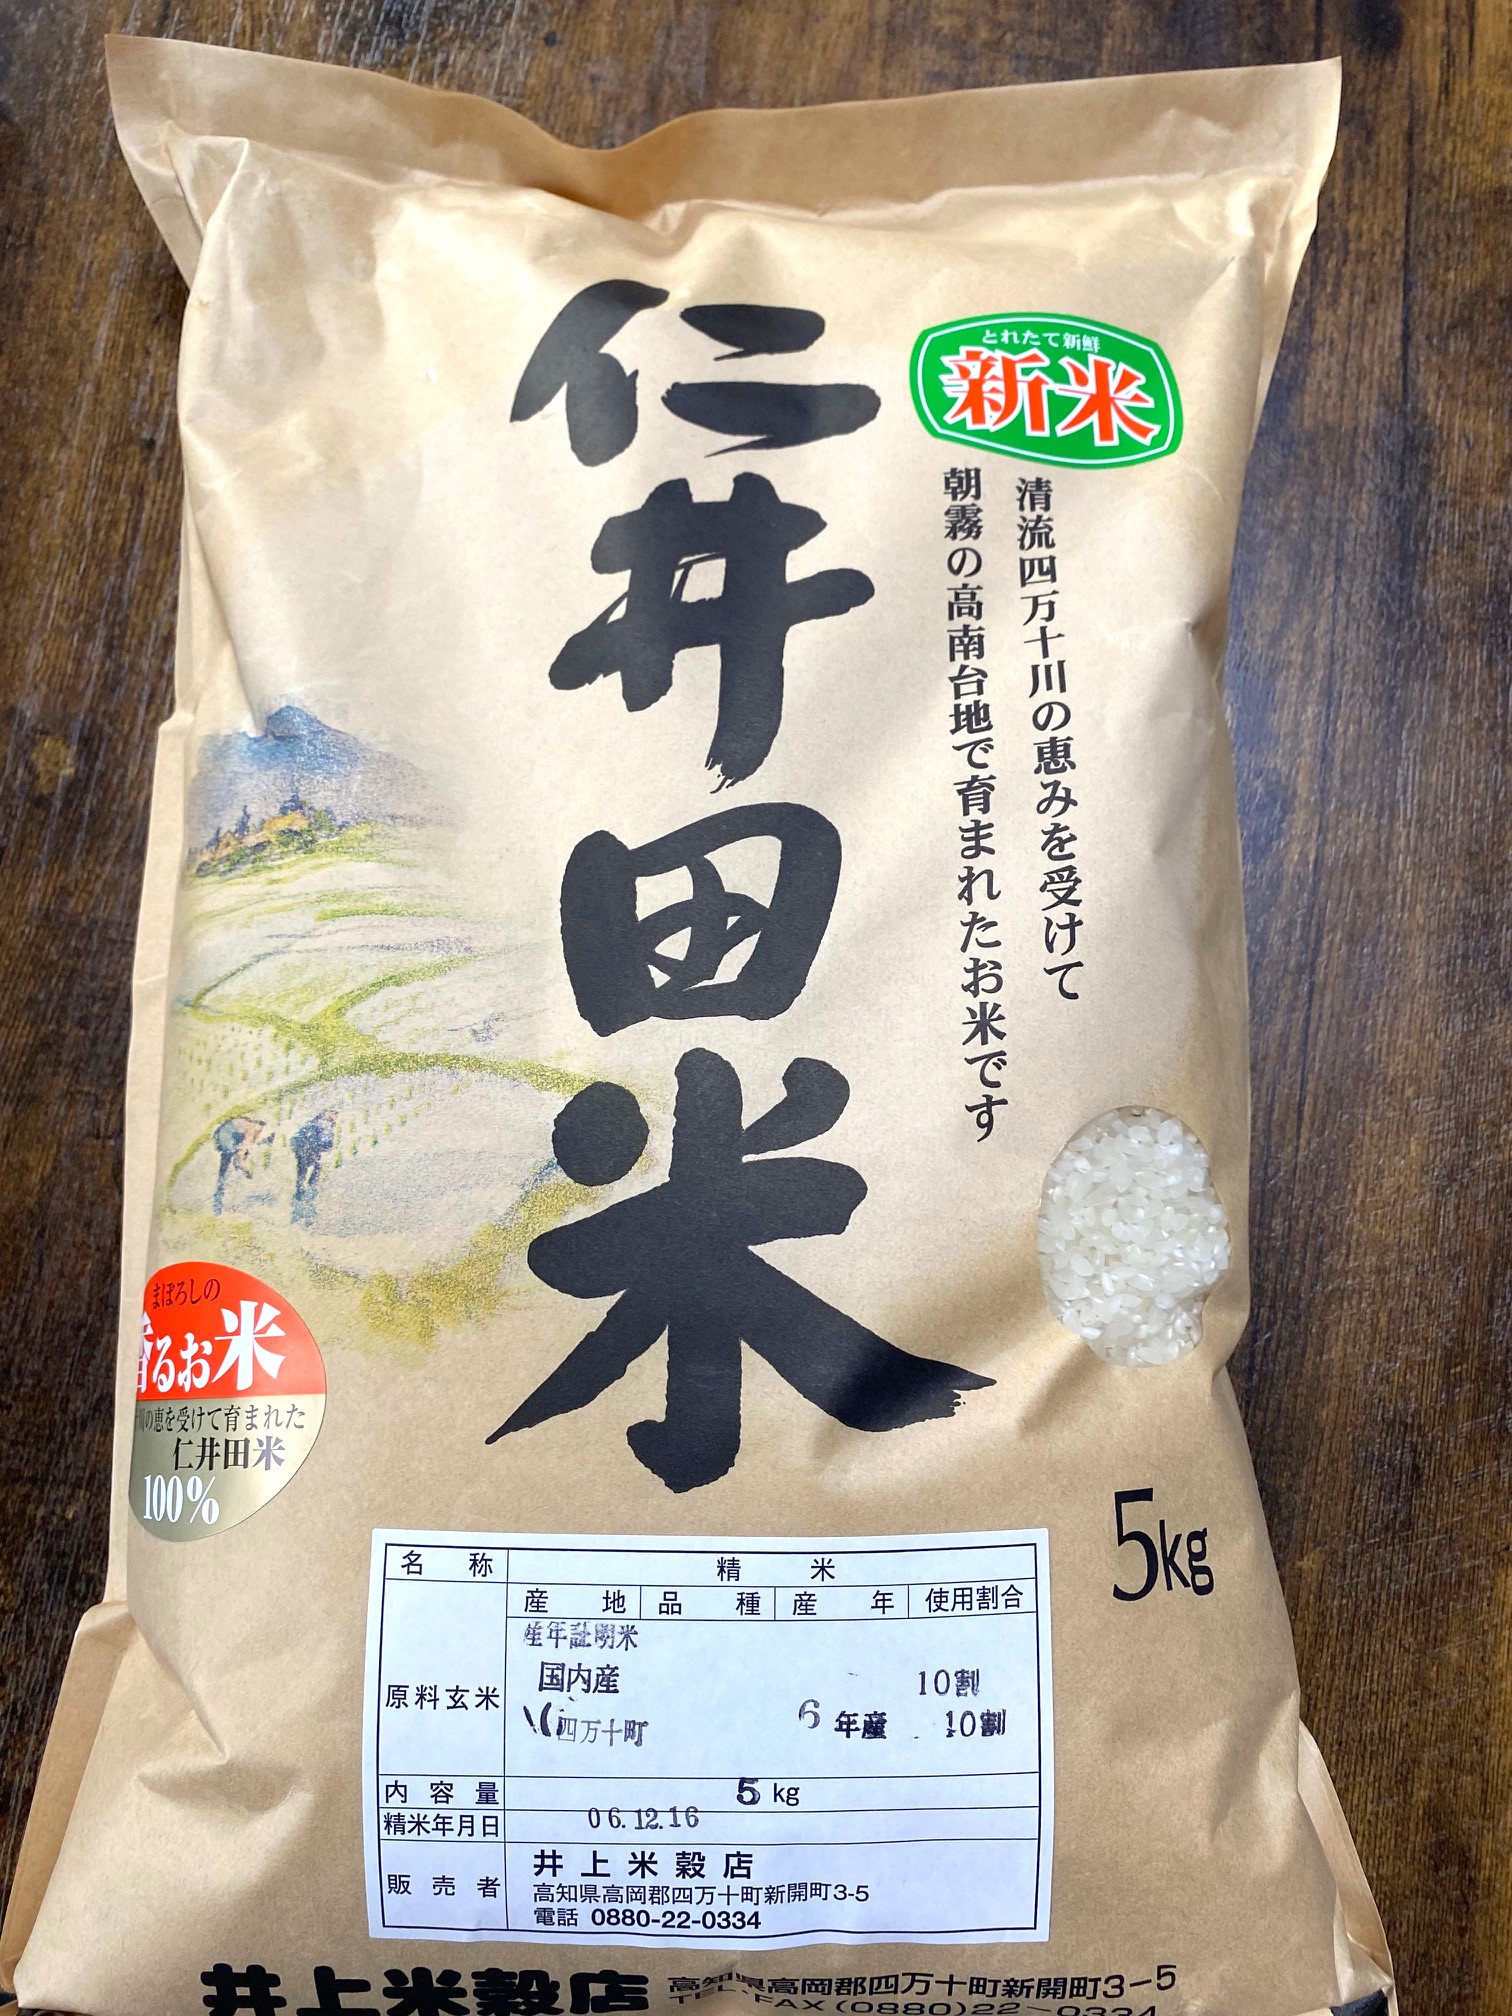 仁井田米
とれたて新鮮
新米
清流四万十川の恵みを受けて
朝霧の高南台地で育まれたお米です
まぼろしの
香るお米
川の恵を受けて育まれた
仁井田米
100%
5kg
名称 精米
原料玄米 産地 品種 産年 使用割合
産年証明米
国内産 10割
四万十町 6年産 10割
内容量 5kg
精米年月日 06.12.16
販売者 井上米穀店
高知県高岡郡四万十町新開町3-5
電話 0880-22-0334
井上米穀店
高知県高岡郡四万十町新開町3-5
TEL・FAX(0880)22-0334